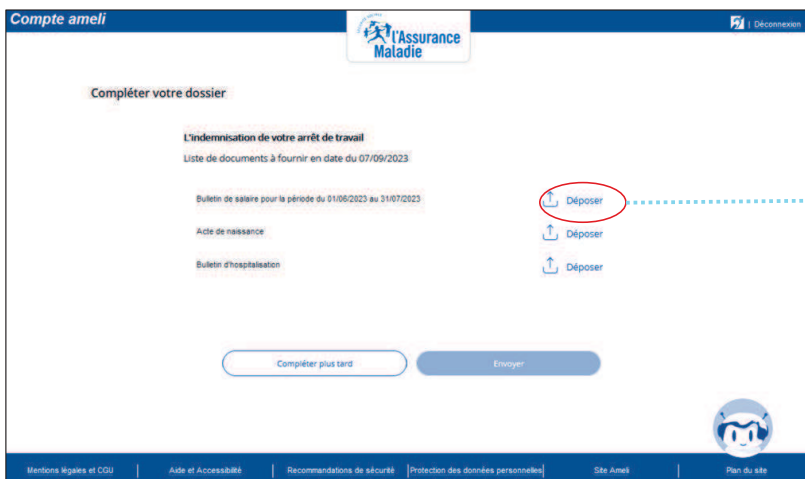 Compte ameli
l'Assurance
Maladie
| Déconnexion
Compléter votre dossier
L'indemnisation de votre arrêt de travail
Liste de documents à fournir en date du 07/09/2023
Bulletin de salaire pour la période du 01/06/2023 au 31/07/2023
Déposer
Acte de naissance
Déposer
Bulletin d'hospitalisation
Déposer
Compléter plus tard
Envoyer
Mentions légales et CGU | Aide et Accessibilité | Recommandations de sécurité | Protection des données personnelles | Site Ameli | Plan du site